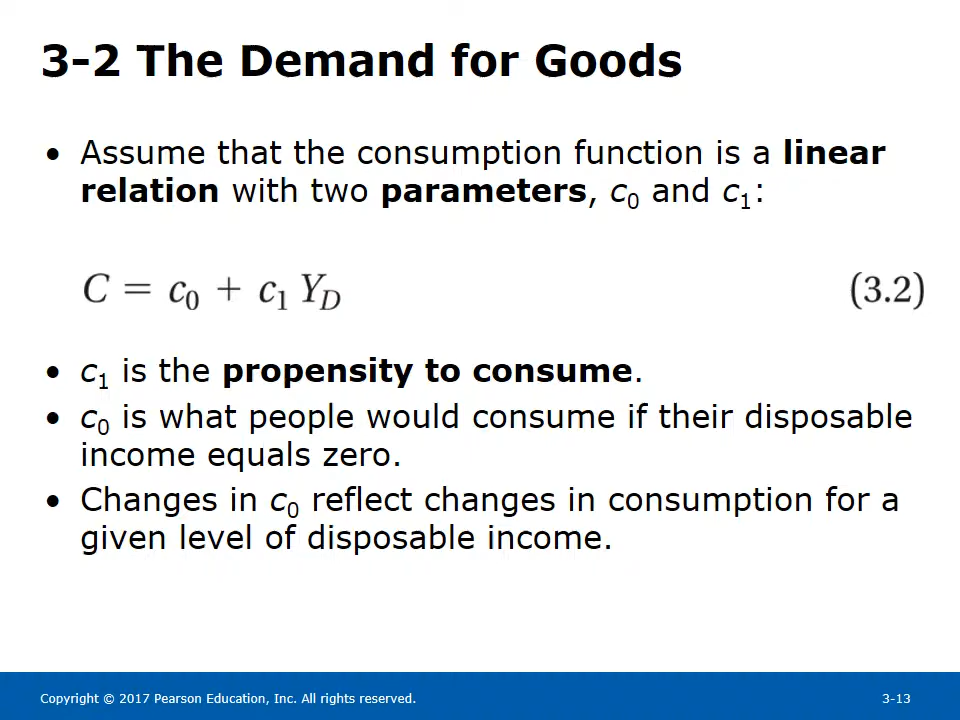 3-2 The Demand for Goods
• Assume that the consumption function is a linear
relation with two parameters, c₀ and c₁:
C = c₀ + c₁ Y_D (3.2)
• c₁ is the propensity to consume.
• c₀ is what people would consume if their disposable
income equals zero.
• Changes in c₀ reflect changes in consumption for a
given level of disposable income.
Copyright © 2017 Pearson Education, Inc. All rights reserved. 3-13